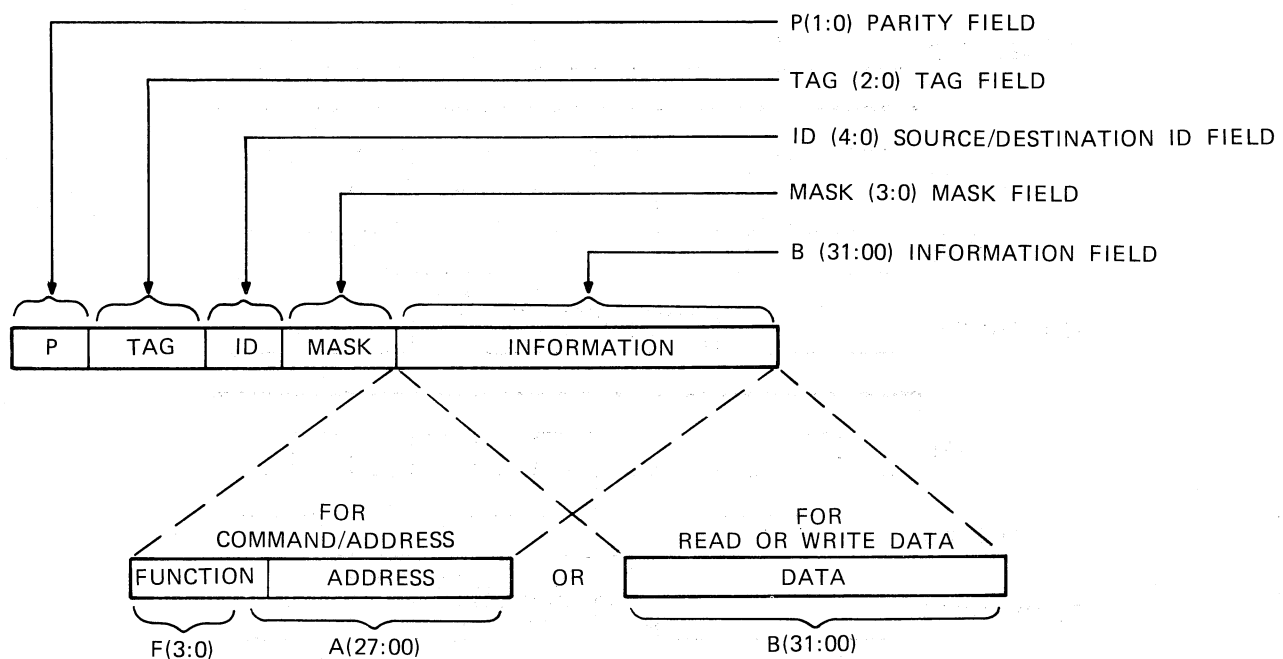 P(1:0) PARITY FIELD
TAG (2:0) TAG FIELD
ID (4:0) SOURCE/DESTINATION ID FIELD
MASK (3:0) MASK FIELD
B (31:00) INFORMATION FIELD
P TAG ID MASK INFORMATION
FOR
COMMAND/ADDRESS
FOR
READ OR WRITE DATA
FUNCTION ADDRESS OR DATA
F(3:0) A(27:00) B(31:00)